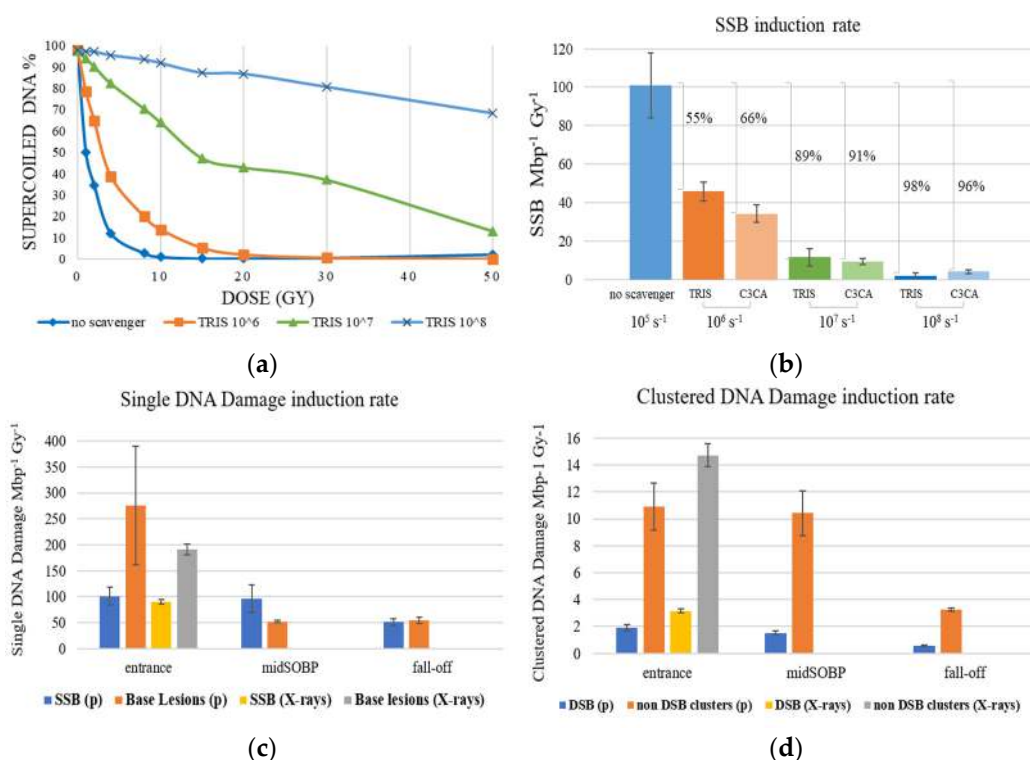 SUPERCOILED DNA %
100
90
80
70
60
50
40
30
20
10
0
0 10 20 30 40 50
DOSE (GY)
no scavenger TRIS 10^6 TRIS 10^7 TRIS 10^8
(a)
SSB induction rate
SSB Mbp⁻¹ Gy⁻¹
120
100
80
60
40
20
0
55% 66% 89% 91% 98% 96%
no scavenger TRIS C3CA TRIS C3CA TRIS C3CA
10⁵ s⁻¹ 10⁶ s⁻¹ 10⁷ s⁻¹ 10⁸ s⁻¹
(b)
Single DNA Damage induction rate
Single DNA Damage Mbp⁻¹ Gy⁻¹
400
350
300
250
200
150
100
50
0
entrance midSOBP fall-off
SSB (p) Base Lesions (p) SSB (X-rays) Base lesions (X-rays)
(c)
Clustered DNA Damage induction rate
Clustered DNA Damage Mbp-1 Gy-1
16
14
12
10
8
6
4
2
0
entrance midSOBP fall-off
DSB (p) non DSB clusters (p) DSB (X-rays) non DSB clusters (X-rays)
(d)